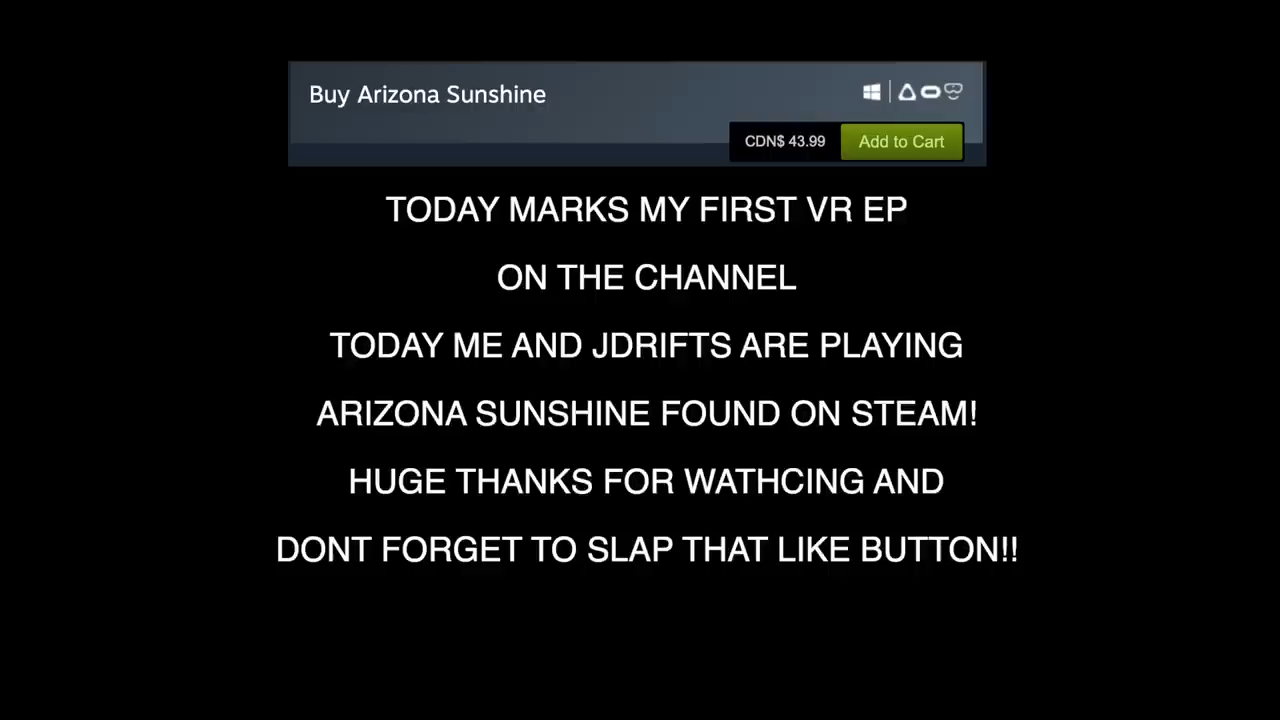 Buy Arizona Sunshine
CDN$ 43.99
Add to Cart
TODAY MARKS MY FIRST VR EP
ON THE CHANNEL
TODAY ME AND JDRIFTS ARE PLAYING
ARIZONA SUNSHINE FOUND ON STEAM!
HUGE THANKS FOR WATHCING AND
DONT FORGET TO SLAP THAT LIKE BUTTON!!